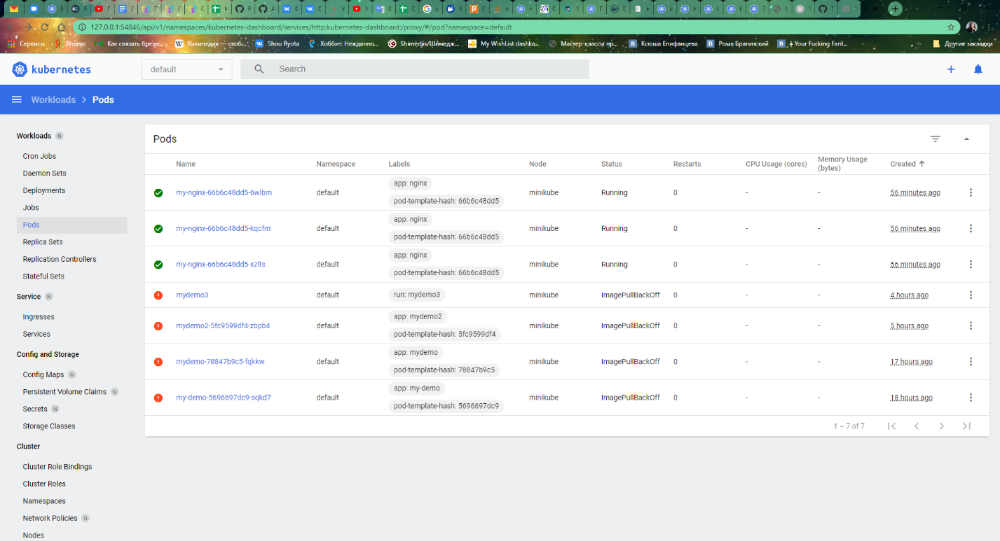 127.0.0.1:54846/api/v1/namespaces/kubernetes-dashboard/services/http:kubernetes-dashboard:/proxy/#/pod?namespace=default
Сервисы Яндекс Как связать брело... Википедия — своб... Shou Ryota Хоббит: Нежданно... Shimedjis/Шимедж... My WishList dashka... Мастер-классы пр... Ксюша Епифанцева Рома Брагинский Your Fucking Fant... Другие закладки
kubernetes default Search
Workloads Pods
Workloads N
Cron Jobs
Daemon Sets
Deployments
Jobs
Pods
Replica Sets
Replication Controllers
Stateful Sets
Service N
Ingresses
Services
Config and Storage
Config Maps N
Persistent Volume Claims N
Secrets N
Storage Classes
Cluster
Cluster Role Bindings
Cluster Roles
Namespaces
Network Policies N
Nodes
Pods
Name Namespace Labels Node Status Restarts CPU Usage (cores) Memory Usage (bytes) Created
my-nginx-66b6c48dd5-6wlbm default app: nginx pod-template-hash: 66b6c48dd5 minikube Running 0 - - 56 minutes ago
my-nginx-66b6c48dd5-kqcfm default app: nginx pod-template-hash: 66b6c48dd5 minikube Running 0 - - 56 minutes ago
my-nginx-66b6c48dd5-xzlts default app: nginx pod-template-hash: 66b6c48dd5 minikube Running 0 - - 56 minutes ago
mydemo3 default run: mydemo3 minikube ImagePullBackOff 0 - - 4 hours ago
mydemo2-5fc9599df4-zbpb4 default app: mydemo2 pod-template-hash: 5fc9599df4 minikube ImagePullBackOff 0 - - 5 hours ago
mydemo-78847b9c5-fqkkw default app: mydemo pod-template-hash: 78847b9c5 minikube ImagePullBackOff 0 - - 17 hours ago
my-demo-5696697dc9-sqkd7 default app: my-demo pod-template-hash: 5696697dc9 minikube ImagePullBackOff 0 - - 18 hours ago
1 – 7 of 7